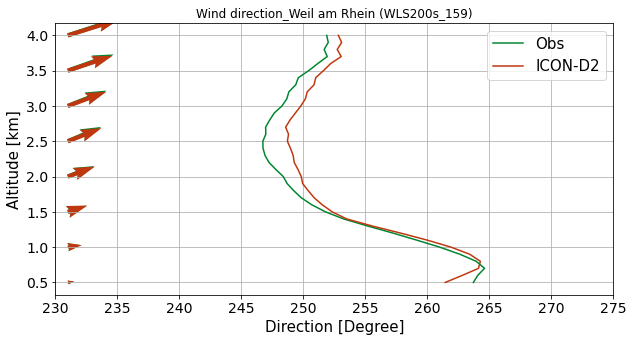 Wind direction_Weil am Rhein (WLS200s_159)
Obs
ICON-D2
Altitude [km]
4.0
3.5
3.0
2.5
2.0
1.5
1.0
0.5
230 235 240 245 250 255 260 265 270 275
Direction [Degree]